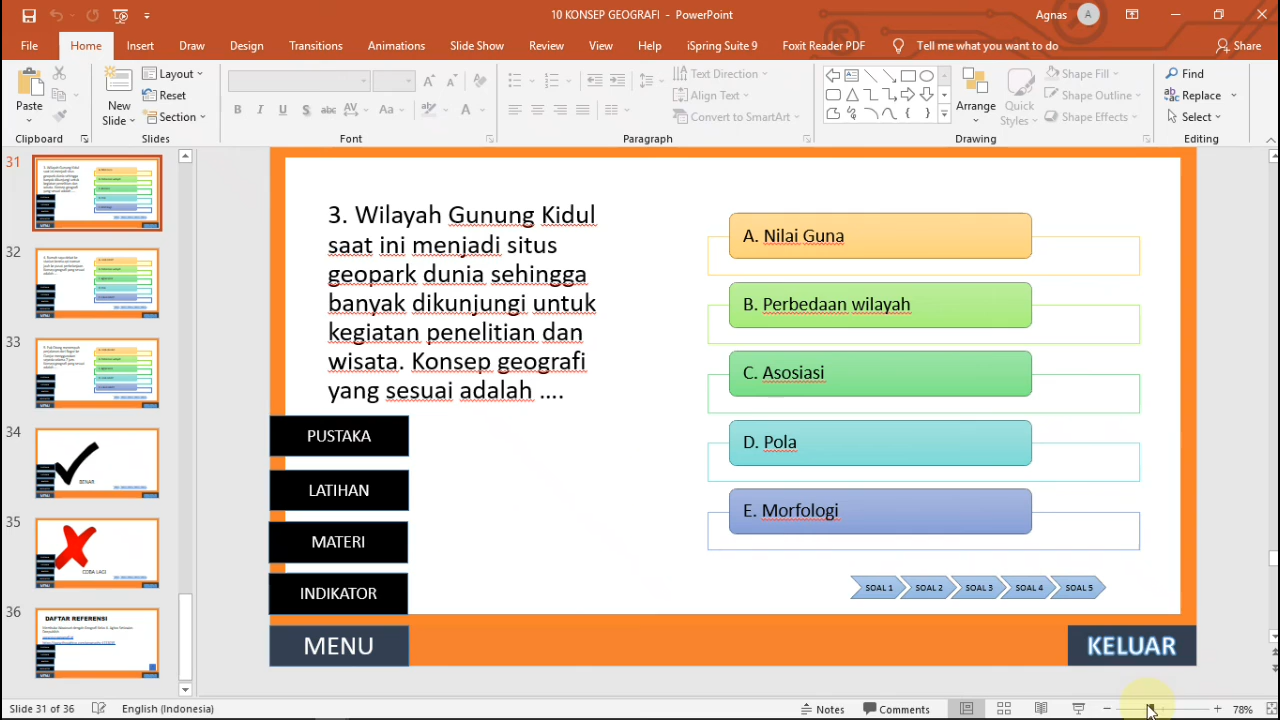 10 KONSEP GEOGRAFI - PowerPoint
Agnas
A
File Home Insert Draw Design Transitions Animations Slide Show Review View Help iSpring Suite 9 Foxit Reader PDF Tell me what you want to do Share
Paste
New Slide
Layout
Reset
Section
B I U S abc AV Aa A
Text Direction
Align Text
Convert to SmartArt
Arrange
Quick Styles
Shape Fill
Shape Outline
Shape Effects
Find
Replace
Select
Clipboard Slides Font Paragraph Drawing Editing
31
32
33
34
BENAR
35
COBA LAGI
36
DAFTAR REFERENSI
3. Wilayah Gunung Kidul
saat ini menjadi situs
geopark dunia sehingga
banyak dikunjungi untuk
kegiatan penelitian dan
wisata. Konsep geografi
yang sesuai adalah ....
A. Nilai Guna
B. Perbedaan wilayah
C. Asosiasi
D. Pola
E. Morfologi
PUSTAKA
LATIHAN
MATERI
INDIKATOR
SOAL 1 SOAL 2 SOAL 3 SOAL 4 SOAL 5
MENU
KELUAR
Slide 31 of 36 English (Indonesia) Notes Comments 78%